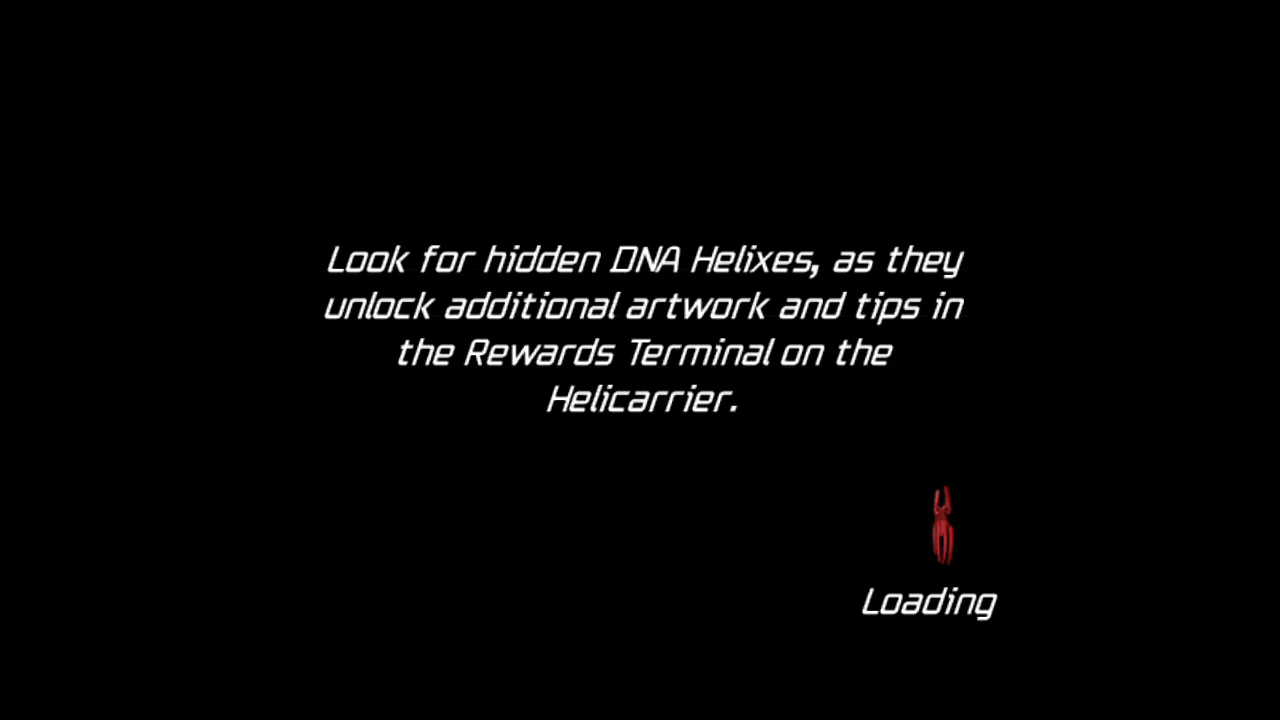 Look for hidden DNA Helixes, as they
unlock additional artwork and tips in
the Rewards Terminal on the
Helicarrier.
Loading